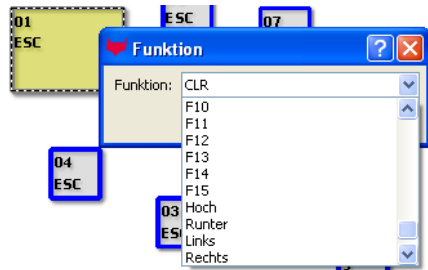 01
ESC
ESC
07
Funktion
Funktion: CLR
F10
F11
F12
F13
F14
F15
Hoch
Runter
Links
Rechts
04
ESC
03